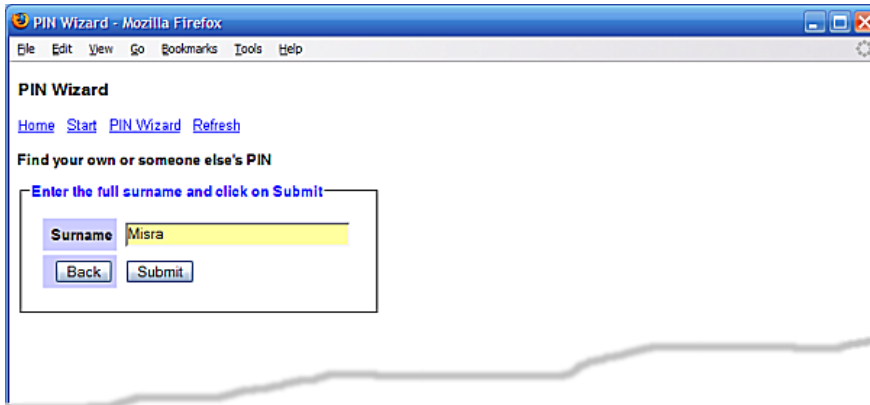 PIN Wizard - Mozilla Firefox
File Edit View Go Bookmarks Tools Help
PIN Wizard
Home Start PIN Wizard Refresh
Find your own or someone else's PIN
Enter the full surname and click on Submit
Surname Misra
Back Submit